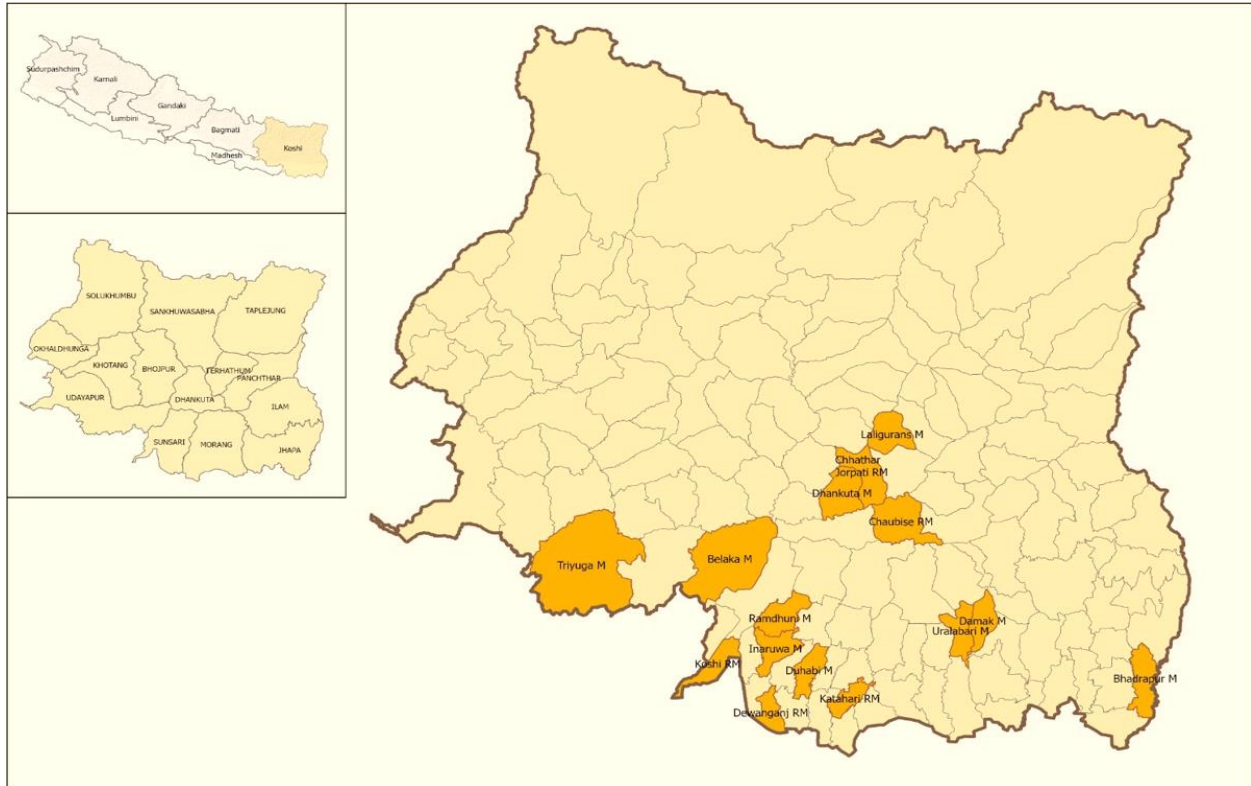 Sudurpashchim
Karnali
Gandaki
Lumbini
Bagmati
Madhesh
Koshi
SOLUKHUMBU
SANKHUWASABHA
TAPLEJUNG
OKHALDHUNGA
KHOTANG
BHOJPUR
TERHATHUM
PANCHTHAR
UDAYAPUR
DHANKUTA
ILAM
SUNSARI
MORANG
JHAPA
Laligurans M
Chhathar
Jorpati RM
Dhankuta M
Chaubise RM
Triyuga M
Belaka M
Ramdhuni M
Damak M
Uralabari M
Inaruwa M
Koshi RM
Duhabi M
Bhadrapur M
Katahari RM
Dewanganj RM